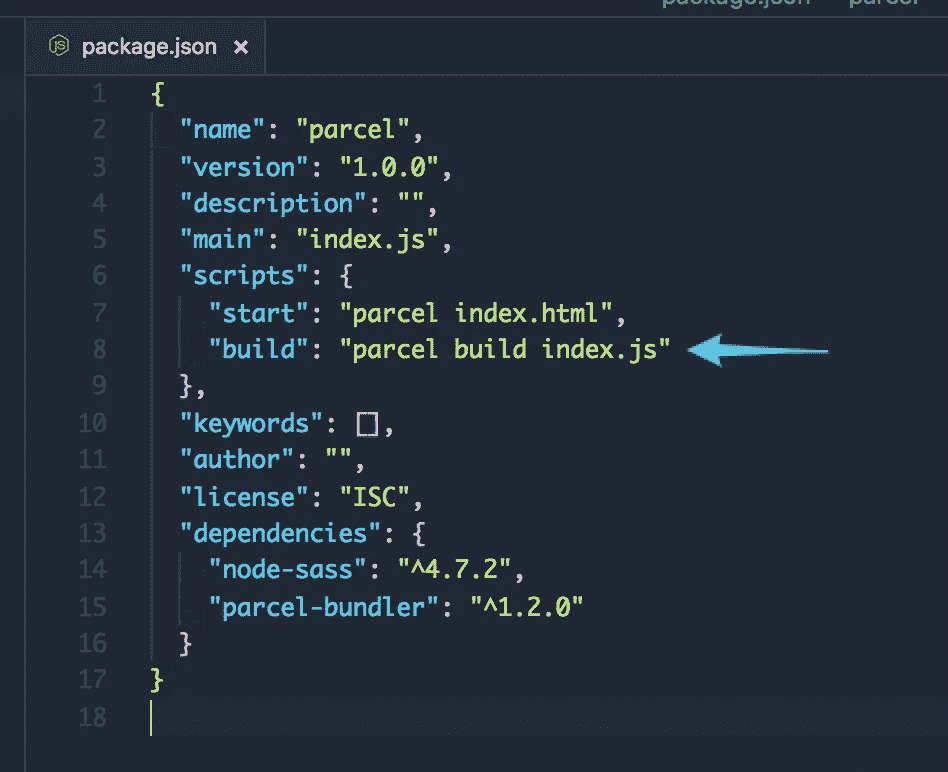 package.json parcel
package.json ×
1 {
2 "name": "parcel",
3 "version": "1.0.0",
4 "description": "",
5 "main": "index.js",
6 "scripts": {
7 "start": "parcel index.html",
8 "build": "parcel build index.js"
9 },
10 "keywords": [],
11 "author": "",
12 "license": "ISC",
13 "dependencies": {
14 "node-sass": "^4.7.2",
15 "parcel-bundler": "^1.2.0"
16 }
17 }
18